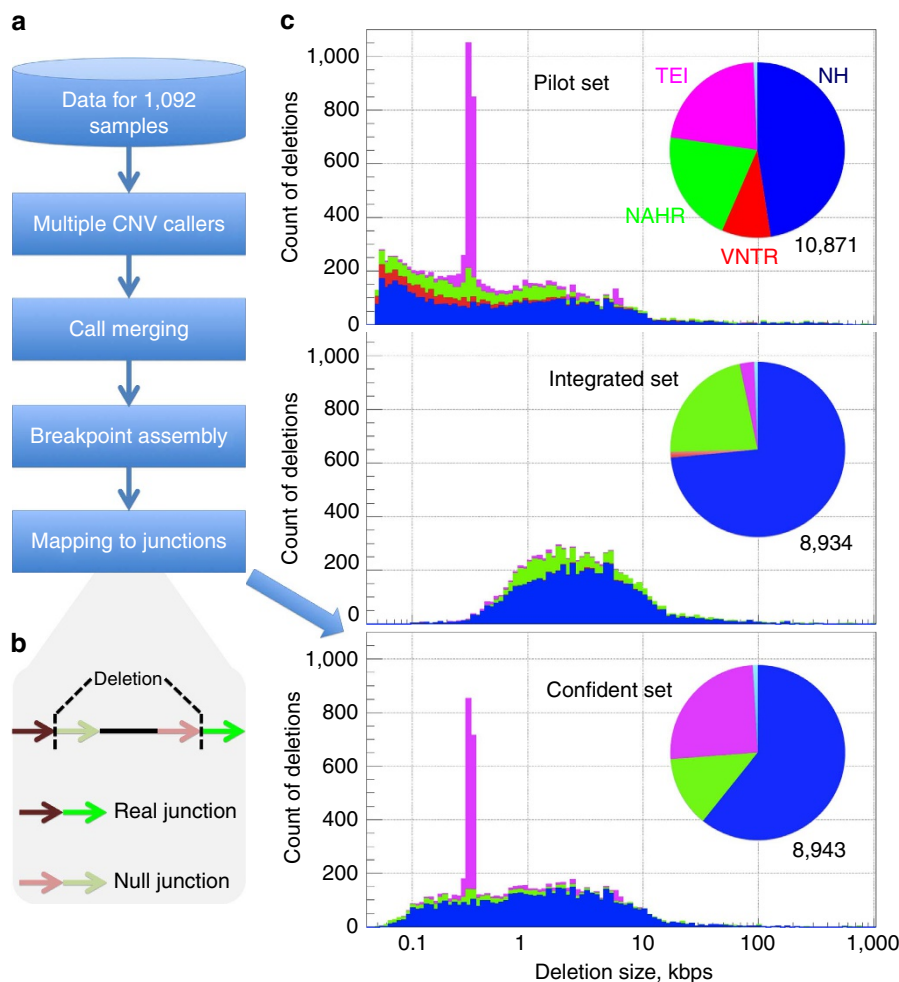 a
Data for 1,092
samples
Multiple CNV callers
Call merging
Breakpoint assembly
Mapping to junctions
b
Deletion
Real junction
Null junction
c
1,000
800
600
400
200
0
Count of deletions
Pilot set
TEI
NH
NAHR
VNTR
10,871
1,000
800
600
400
200
0
Count of deletions
Integrated set
8,934
1,000
800
600
400
200
0
Count of deletions
Confident set
8,943
0.1 1 10 100 1,000
Deletion size, kbps